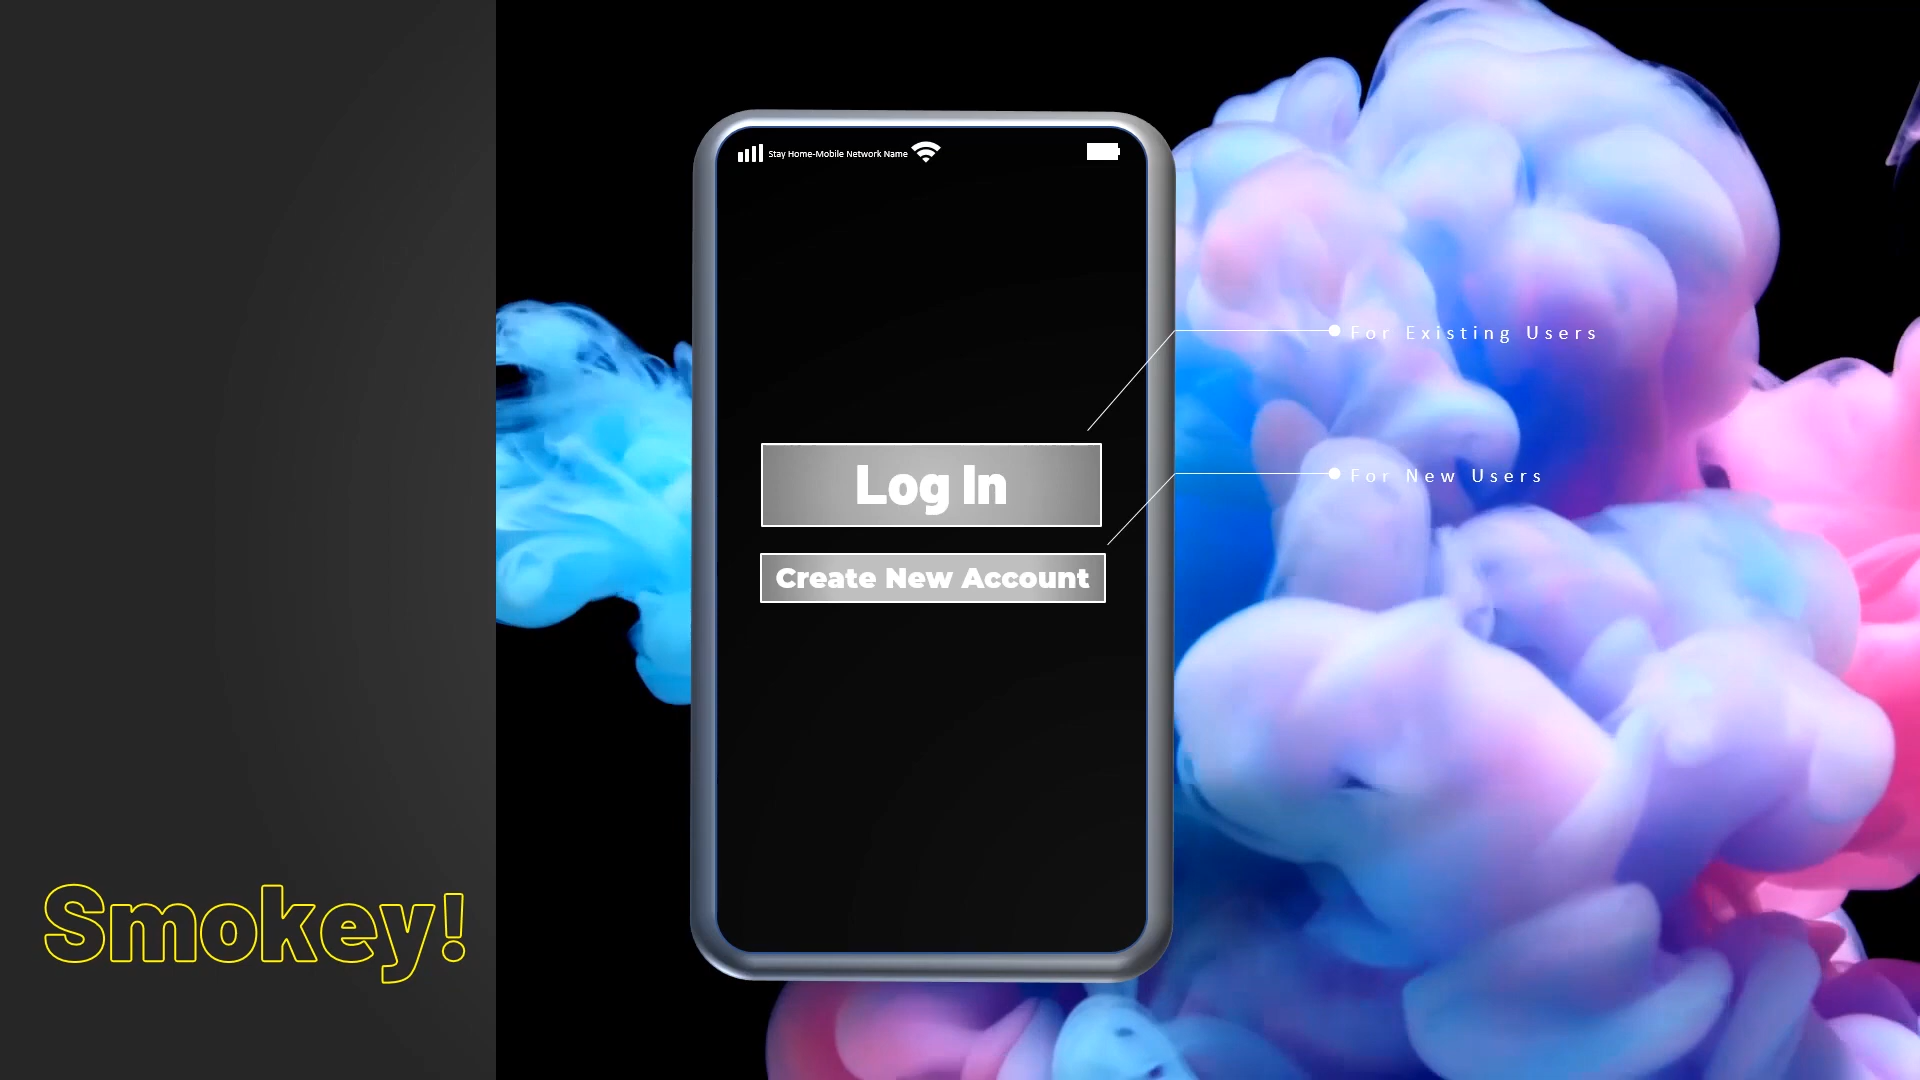 Stay Home-Mobile Network Name
For Existing Users
Log In
For New Users
Create New Account
Smokey!